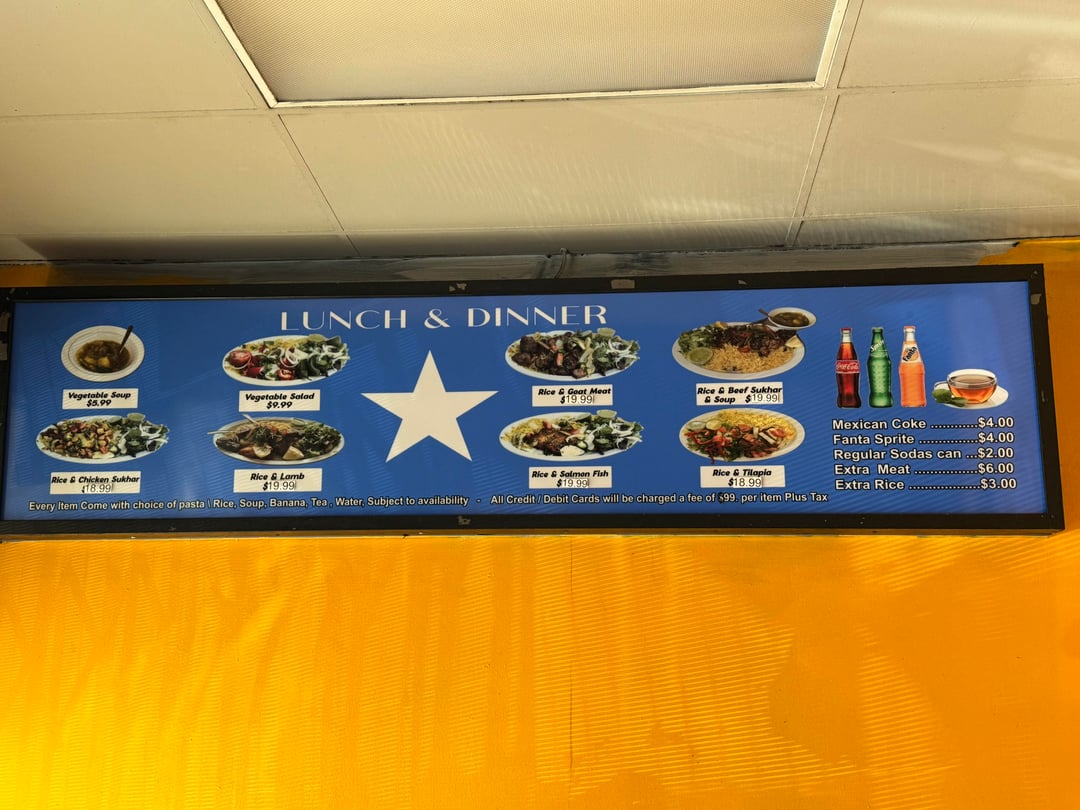 LUNCH & DINNER
Vegetable Soup
$5.99
Vegetable Salad
$9.99
Rice & Goat Meat
$19.99
Rice & Beef Sukhar
& Soup $19.99
Rice & Chicken Sukhar
$18.99
Rice & Lamb
$19.99
Rice & Salmon Fish
$19.99
Rice & Tilapia
$18.99
Coca-Cola
Fanta
Mexican Coke ............$4.00
Fanta Sprite .............$4.00
Regular Sodas can ...$2.00
Extra Meat ...............$6.00
Extra Rice ..................$3.00
Every Item Come with choice of pasta \ Rice, Soup, Banana, Tea , Water, Subject to availability - All Credit / Debit Cards will be charged a fee of $99. per item Plus Tax